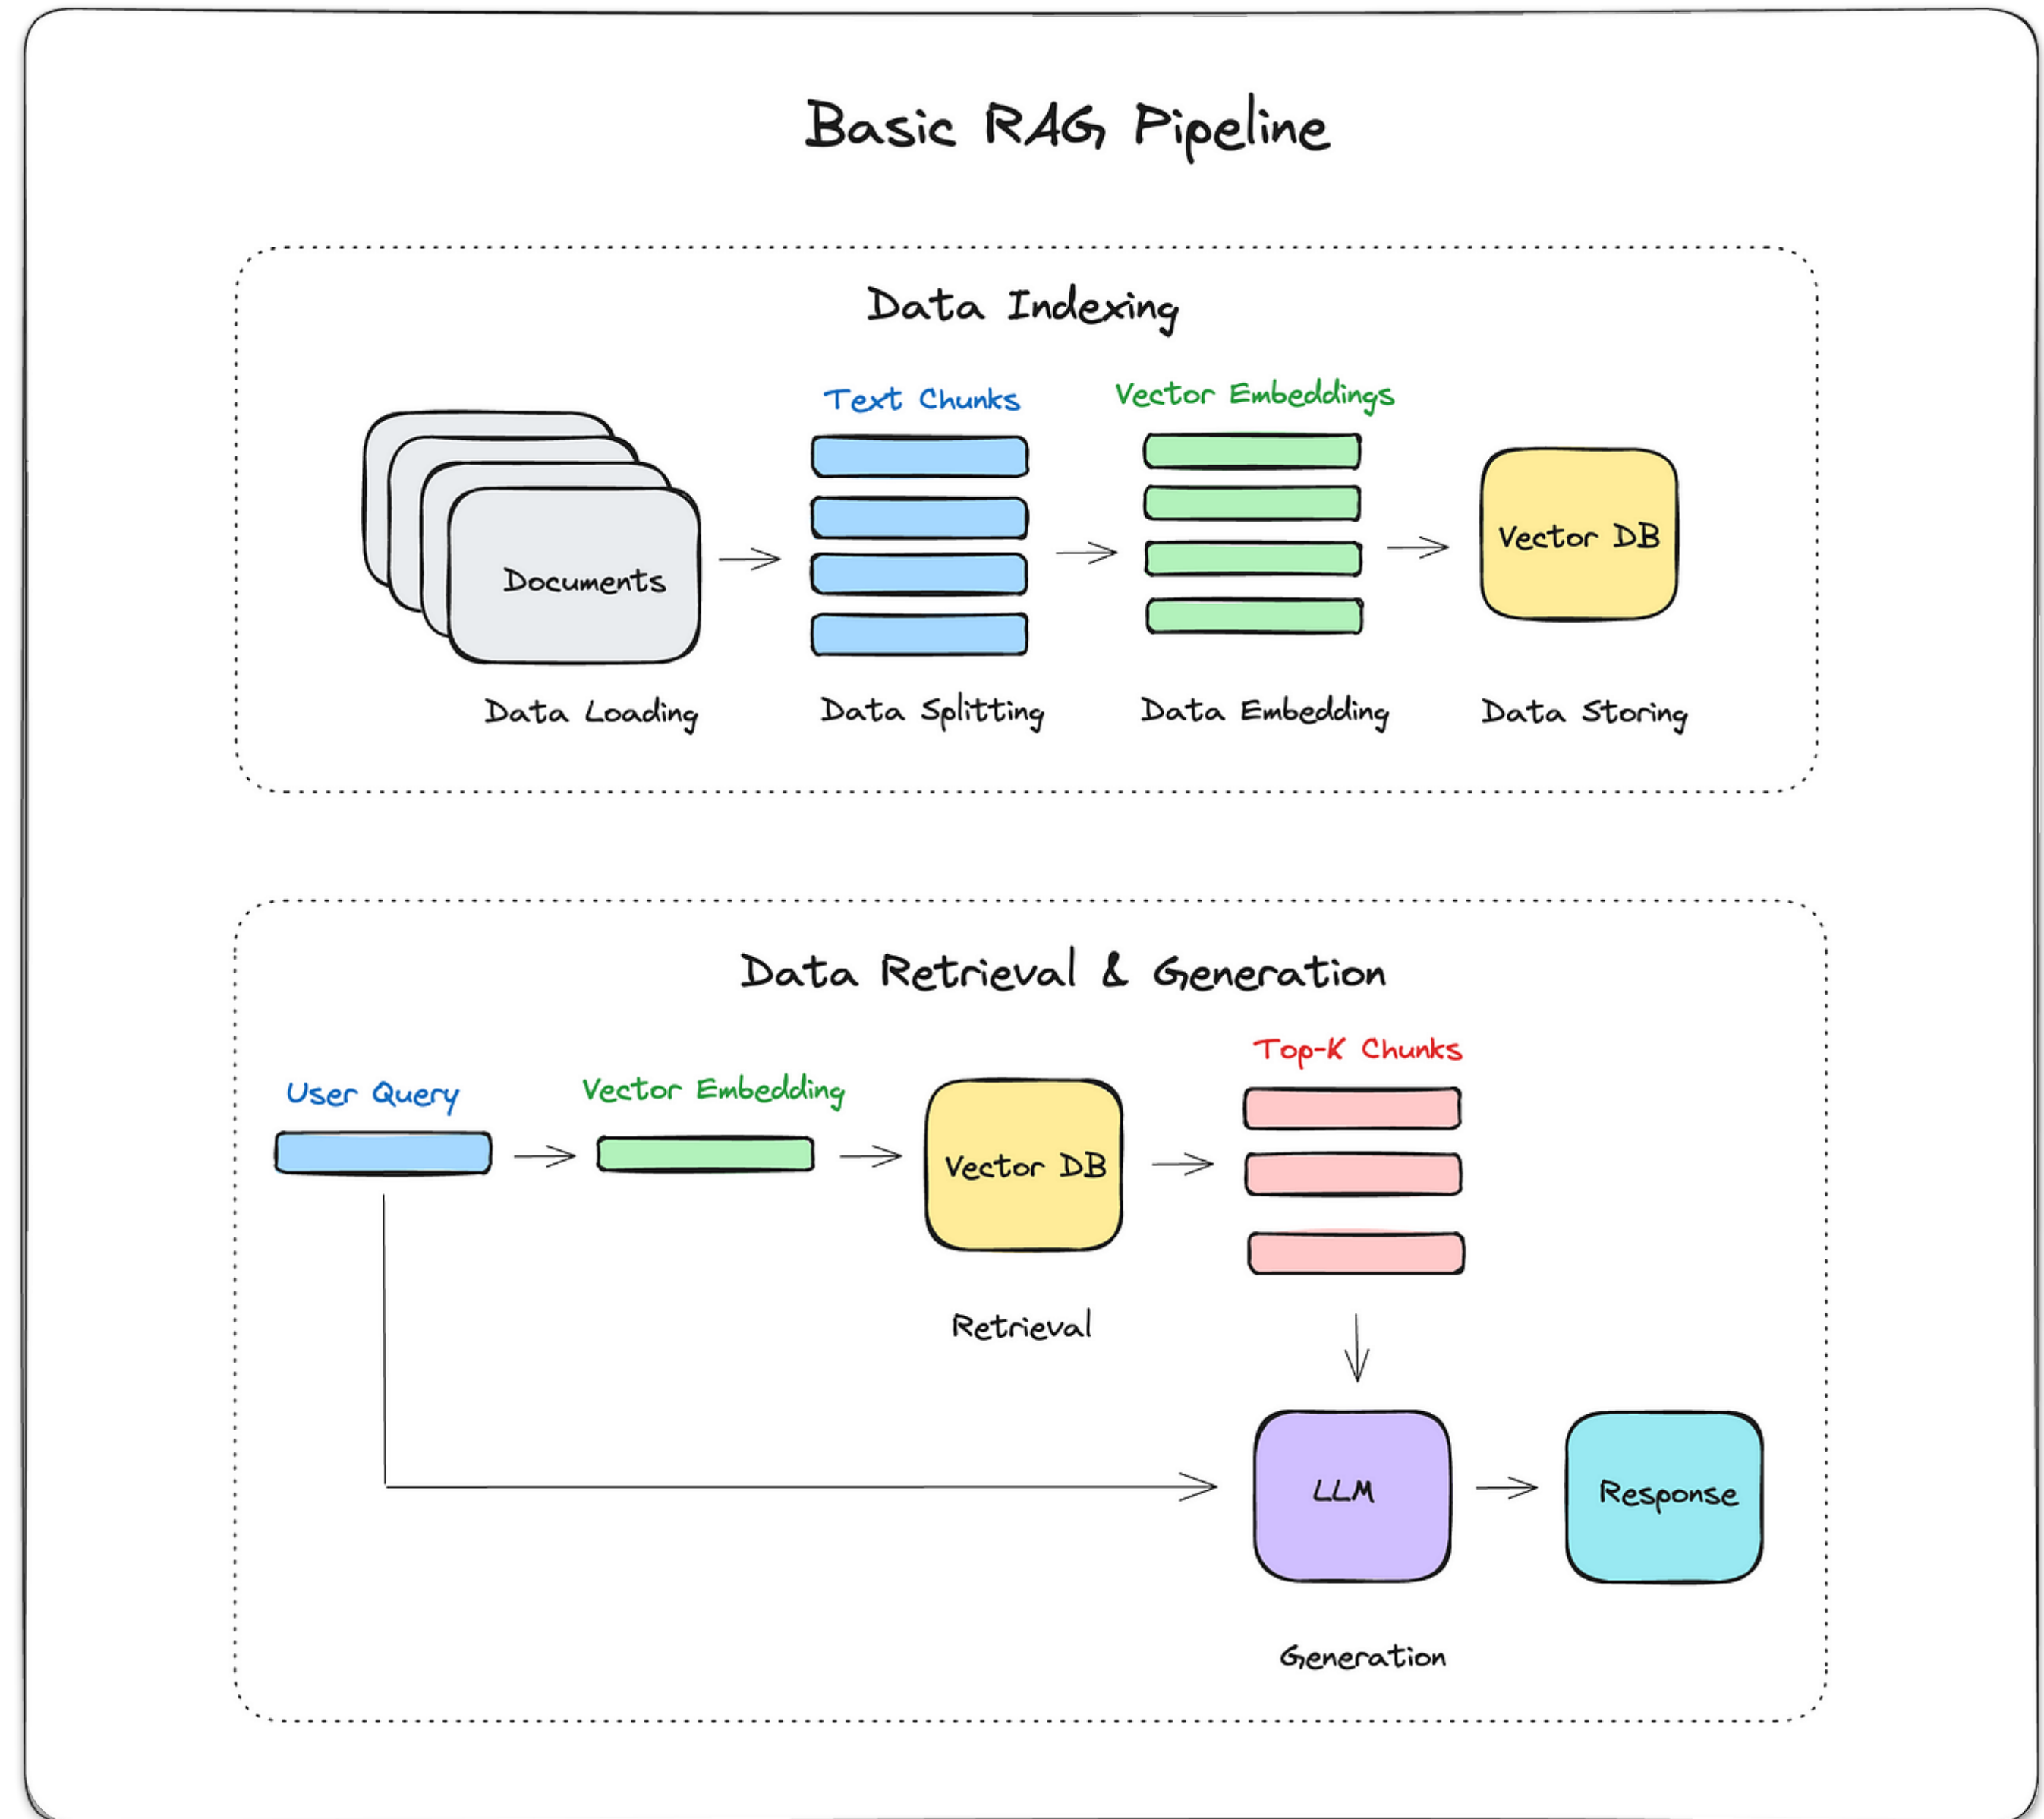 Basic RAG Pipeline
Data Indexing
Text Chunks
Vector Embeddings
Documents
Vector DB
Data Loading
Data Splitting
Data Embedding
Data Storing
Data Retrieval & Generation
User Query
Vector Embedding
Top-K Chunks
Vector DB
Retrieval
LLM
Response
Generation